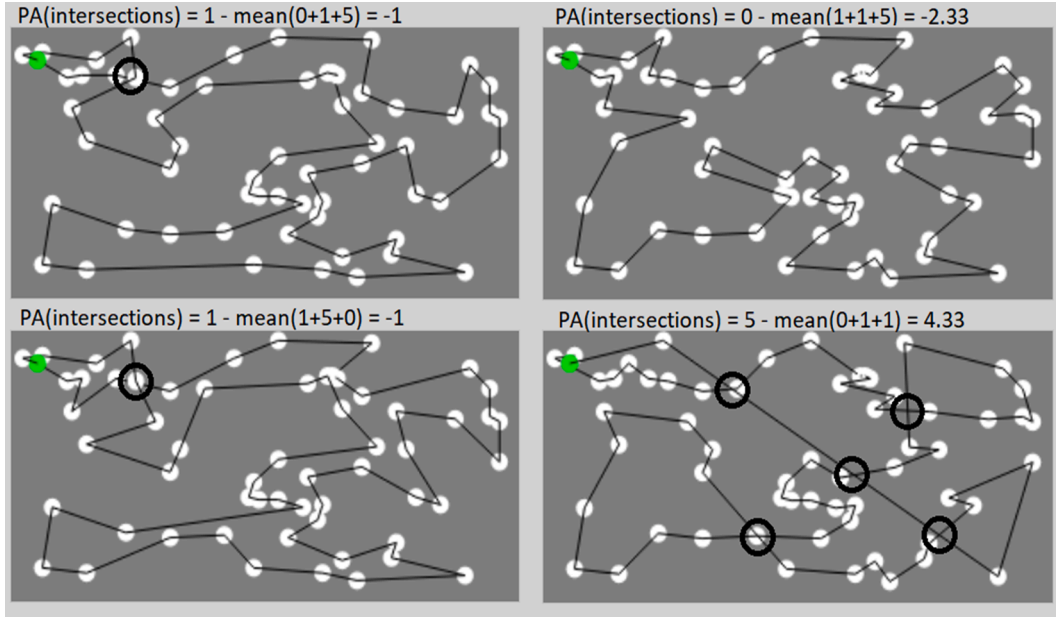 PA(intersections) = 1 - mean(0+1+5) = -1
PA(intersections) = 0 - mean(1+1+5) = -2.33
PA(intersections) = 1 - mean(1+5+0) = -1
PA(intersections) = 5 - mean(0+1+1) = 4.33